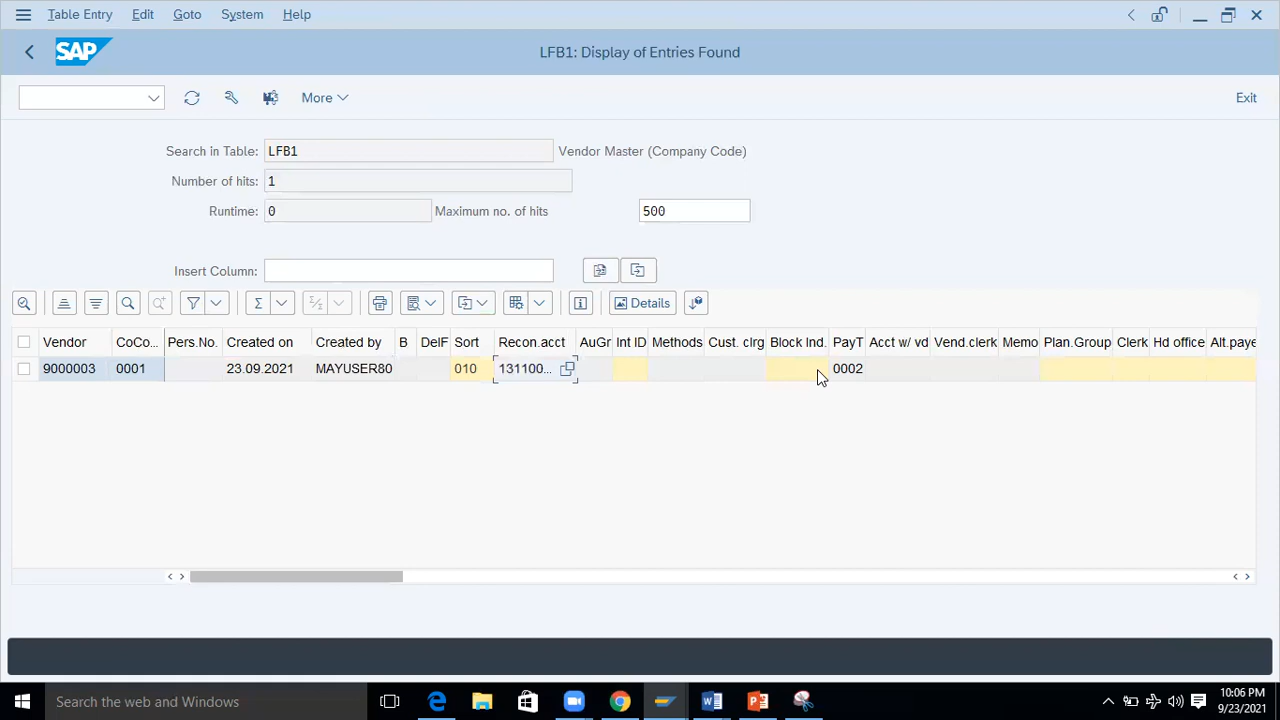 Table Entry Edit Goto System Help
SAP
LFB1: Display of Entries Found
More
Exit
Search in Table: LFB1 Vendor Master (Company Code)
Number of hits: 1
Runtime: 0 Maximum no. of hits 500
Insert Column:
Details
Vendor CoCo... Pers.No. Created on Created by B DelF Sort Recon.acct AuGr Int ID Methods Cust. clrg Block Ind. PayT Acct w/ vd Vend.clerk Memo Plan.Group Clerk Hd office Alt.paye
9000003 0001 23.09.2021 MAYUSER80 010 131100... 0002
Search the web and Windows
10:06 PM
9/23/2021